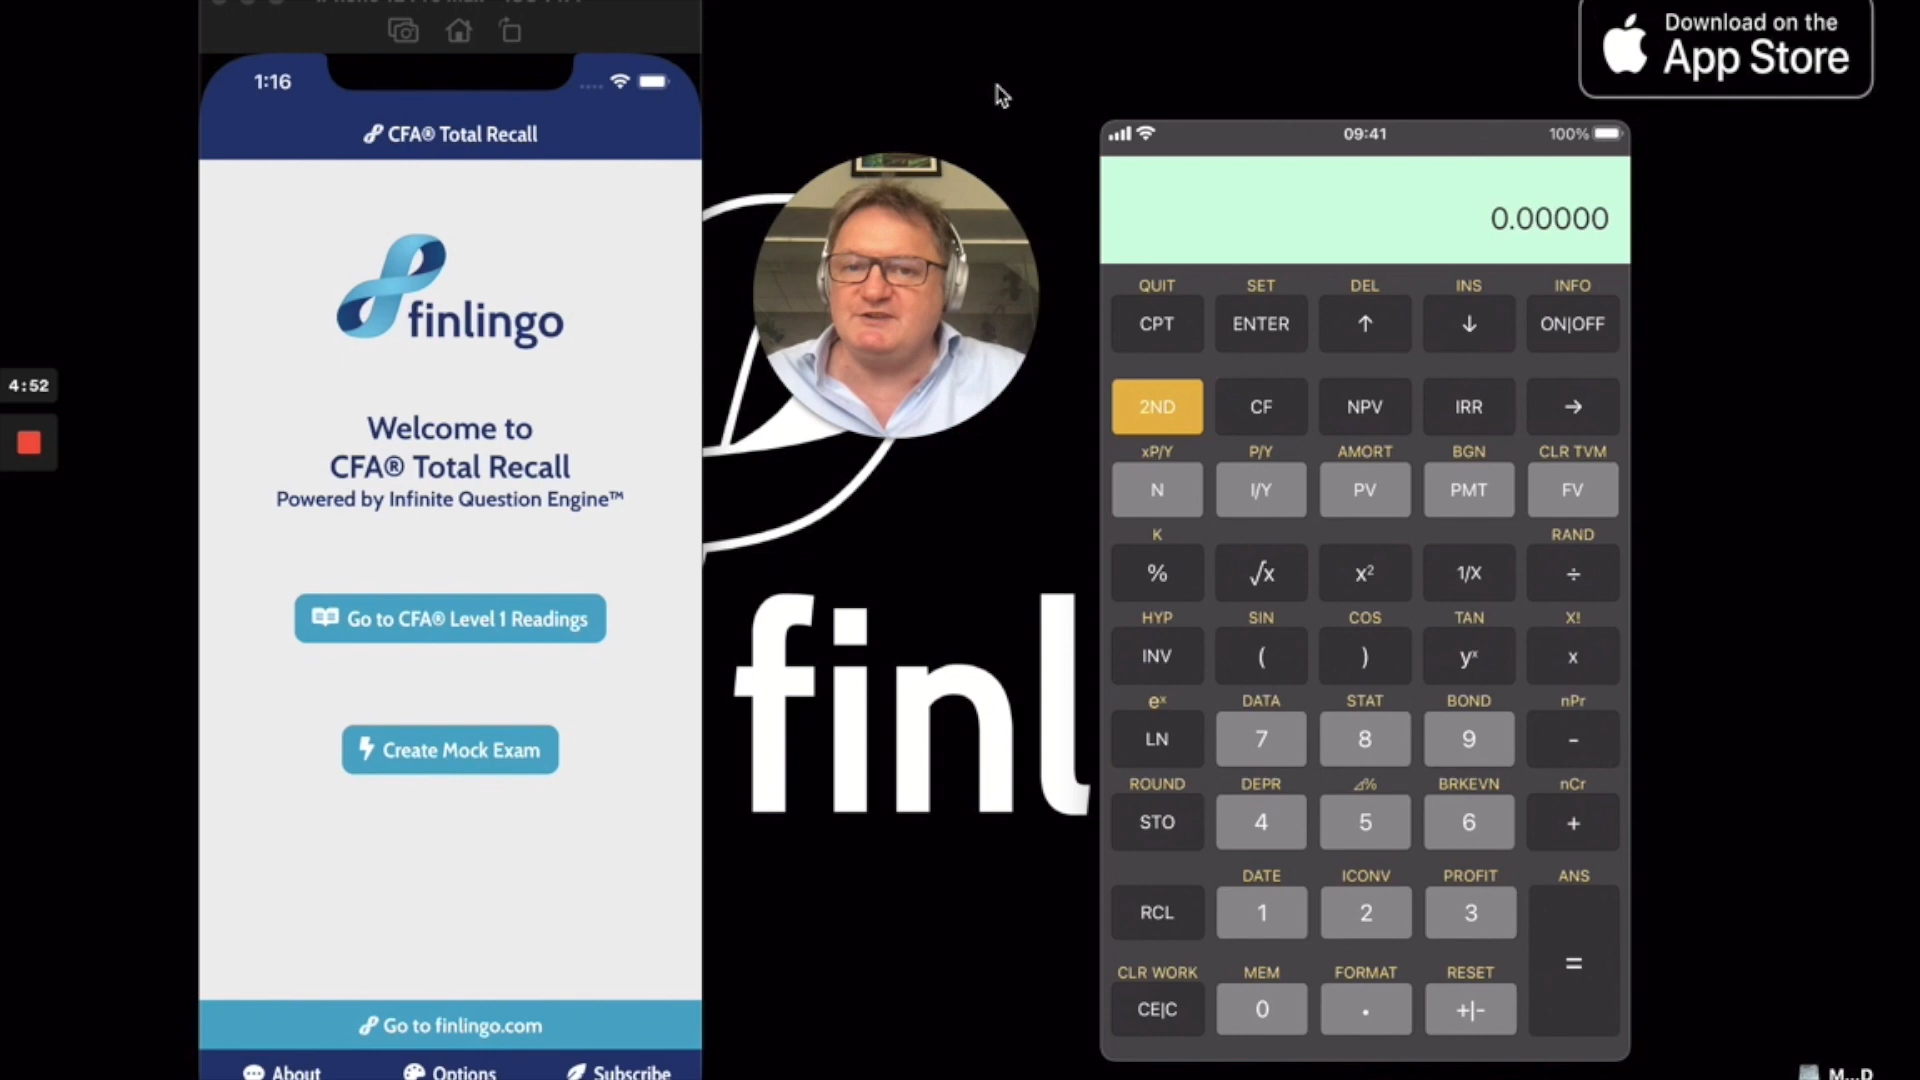 1:16
CFA® Total Recall
finlingo
Welcome to
CFA® Total Recall
Powered by Infinite Question Engine™
Go to CFA® Level 1 Readings
Create Mock Exam
Go to finlingo.com
About Options Subscribe
4:52
finl
Download on the
App Store
09:41 100%
0.00000
QUIT SET DEL INS INFO
CPT ENTER ↑ ↓ ON|OFF
2ND CF NPV IRR →
xP/Y P/Y AMORT BGN CLR TVM
N I/Y PV PMT FV
K RAND
% √x x² 1/X ÷
HYP SIN COS TAN X!
INV ( ) yˣ x
eˣ DATA STAT BOND nPr
LN 7 8 9 -
ROUND DEPR ⊿% BRKEVN nCr
STO 4 5 6 +
DATE ICONV PROFIT ANS
RCL 1 2 3
=
CLR WORK MEM FORMAT RESET
CE|C 0 . +|-
M...D